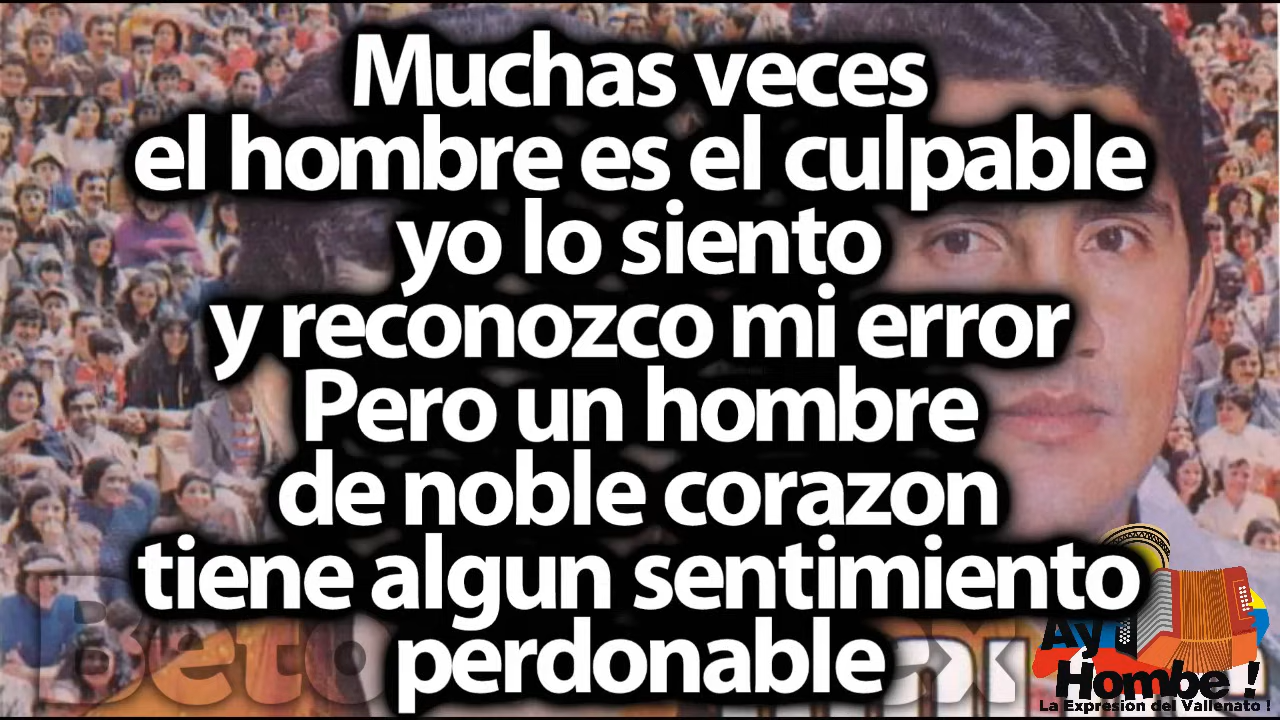 Muchas veces
el hombre es el culpable
yo lo siento
y reconozco mi error
Pero un hombre
de noble corazon
tiene algun sentimiento
perdonable
Beto
Ay
Hombe !
La Expresión del Vallenato !